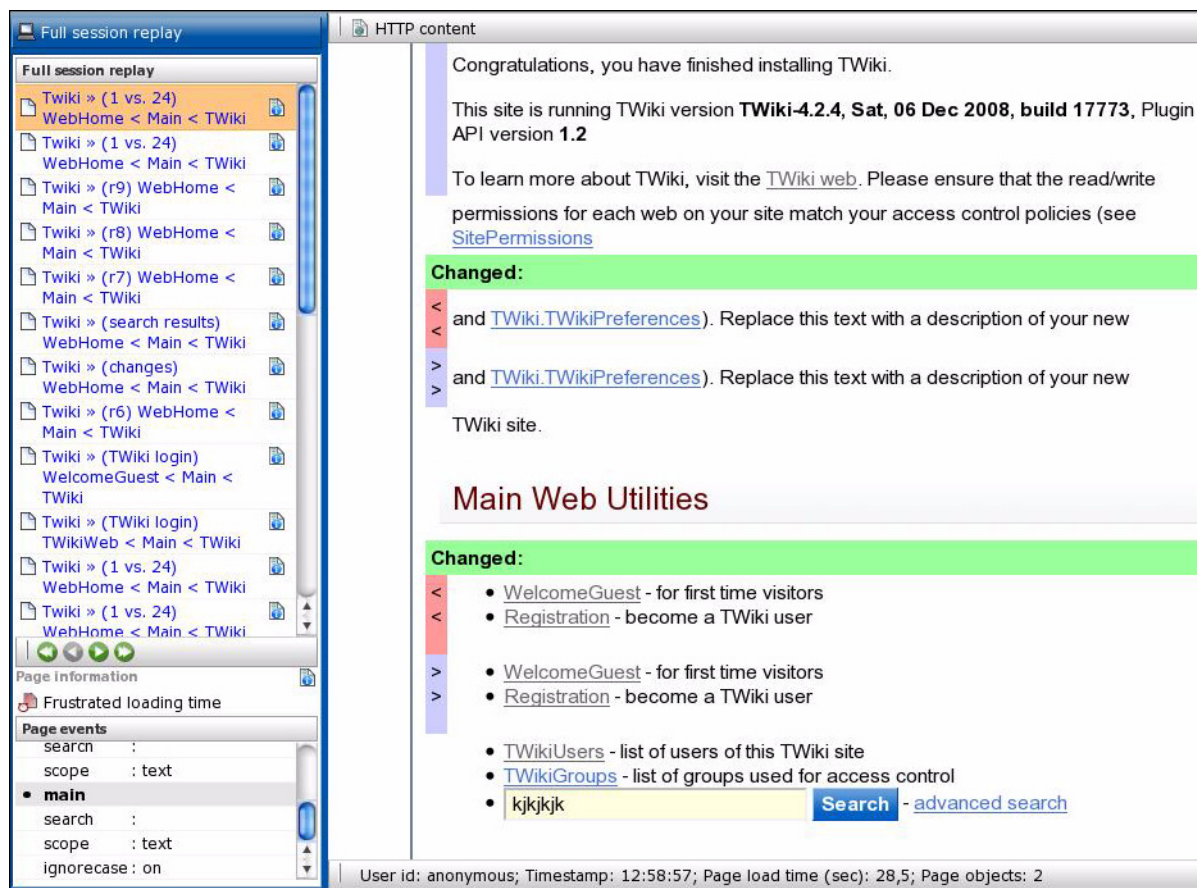 Full session replay
Full session replay
Twiki » (1 vs. 24)
WebHome < Main < TWiki
Twiki » (1 vs. 24)
WebHome < Main < TWiki
Twiki » (r9) WebHome <
Main < TWiki
Twiki » (r8) WebHome <
Main < TWiki
Twiki » (r7) WebHome <
Main < TWiki
Twiki » (search results)
WebHome < Main < TWiki
Twiki » (changes)
WebHome < Main < TWiki
Twiki » (r6) WebHome <
Main < TWiki
Twiki » (TWiki login)
WelcomeGuest < Main <
TWiki
Twiki » (TWiki login)
TWikiWeb < Main < TWiki
Twiki » (1 vs. 24)
WebHome < Main < TWiki
Twiki » (1 vs. 24)
WebHome < Main < TWiki
Page information
Frustrated loading time
Page events
search :
scope : text
• main
search :
scope : text
ignorecase : on
HTTP content
Congratulations, you have finished installing TWiki.
This site is running TWiki version TWiki-4.2.4, Sat, 06 Dec 2008, build 17773, Plugin
API version 1.2
To learn more about TWiki, visit the TWiki web. Please ensure that the read/write
permissions for each web on your site match your access control policies (see
SitePermissions
Changed:
<
< and TWiki.TWikiPreferences). Replace this text with a description of your new
>
> and TWiki.TWikiPreferences). Replace this text with a description of your new
TWiki site.
Main Web Utilities
Changed:
< • WelcomeGuest - for first time visitors
< • Registration - become a TWiki user
> • WelcomeGuest - for first time visitors
> • Registration - become a TWiki user
• TWikiUsers - list of users of this TWiki site
• TWikiGroups - list of groups used for access control
• kjkjkjk Search - advanced search
User id: anonymous; Timestamp: 12:58:57; Page load time (sec): 28,5; Page objects: 2